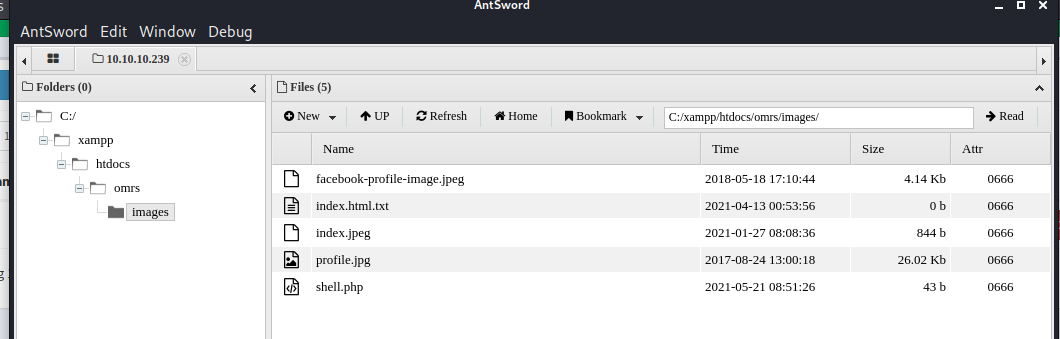 AntSword
AntSword Edit Window Debug
10.10.10.239
Folders (0)
C:/
xampp
htdocs
omrs
images
Files (5)
New UP Refresh Home Bookmark C:/xampp/htdocs/omrs/images/ Read
Name Time Size Attr
facebook-profile-image.jpeg 2018-05-18 17:10:44 4.14 Kb 0666
index.html.txt 2021-04-13 00:53:56 0 b 0666
index.jpeg 2021-01-27 08:08:36 844 b 0666
profile.jpg 2017-08-24 13:00:18 26.02 Kb 0666
shell.php 2021-05-21 08:51:26 43 b 0666